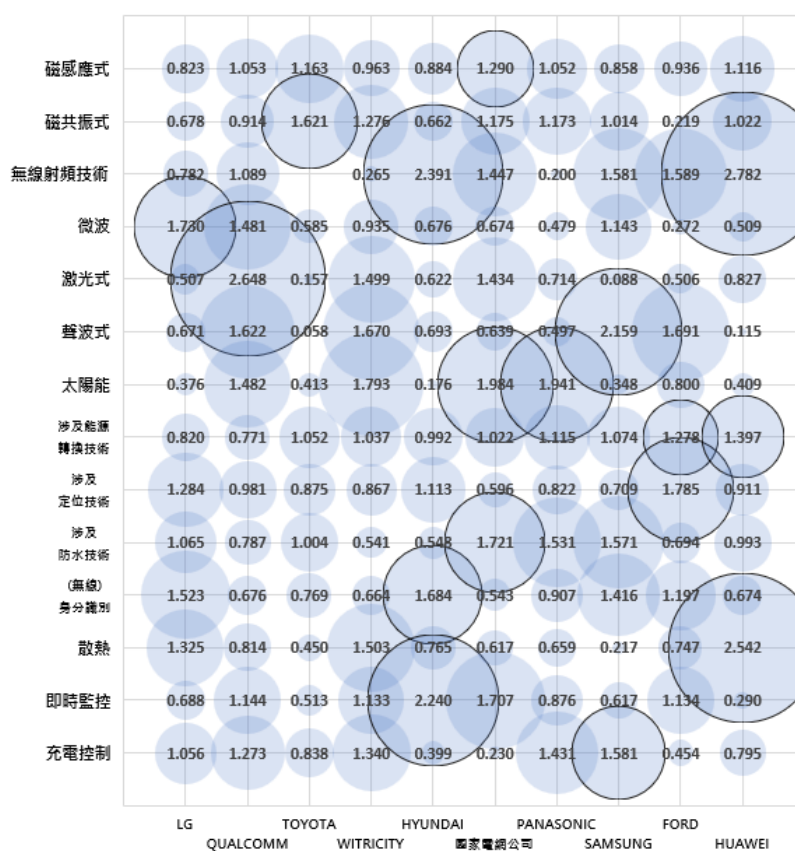 磁感應式 0.823 1.053 1.163 0.963 0.884 1.290 1.052 0.858 0.936 1.116
磁共振式 0.678 0.914 1.621 1.276 0.662 1.175 1.173 1.014 0.219 1.022
無線射頻技術 0.782 1.089 0.265 2.391 1.447 0.200 1.581 1.589 2.782
微波 1.730 1.481 0.585 0.935 0.676 0.674 0.479 1.143 0.272 0.509
激光式 0.507 2.648 0.157 1.499 0.622 1.434 0.714 0.088 0.506 0.827
聲波式 0.671 1.622 0.058 1.670 0.693 0.639 0.497 2.159 1.691 0.115
太陽能 0.376 1.482 0.413 1.793 0.176 1.984 1.941 0.348 0.800 0.409
涉及能源
轉換技術 0.820 0.771 1.052 1.037 0.992 1.022 1.115 1.074 1.278 1.397
涉及
定位技術 1.284 0.981 0.875 0.867 1.113 0.596 0.822 0.709 1.785 0.911
涉及
防水技術 1.065 0.787 1.004 0.541 0.548 1.721 1.531 1.571 0.694 0.993
(無線)
身分識別 1.523 0.676 0.769 0.664 1.684 0.543 0.907 1.416 1.197 0.674
散熱 1.325 0.814 0.450 1.503 0.765 0.617 0.659 0.217 0.747 2.542
即時監控 0.688 1.144 0.513 1.133 2.240 1.707 0.876 0.617 1.134 0.290
充電控制 1.056 1.273 0.838 1.340 0.399 0.230 1.431 1.581 0.454 0.795
LG TOYOTA HYUNDAI PANASONIC FORD
QUALCOMM WITRICITY 國家電網公司 SAMSUNG HUAWEI